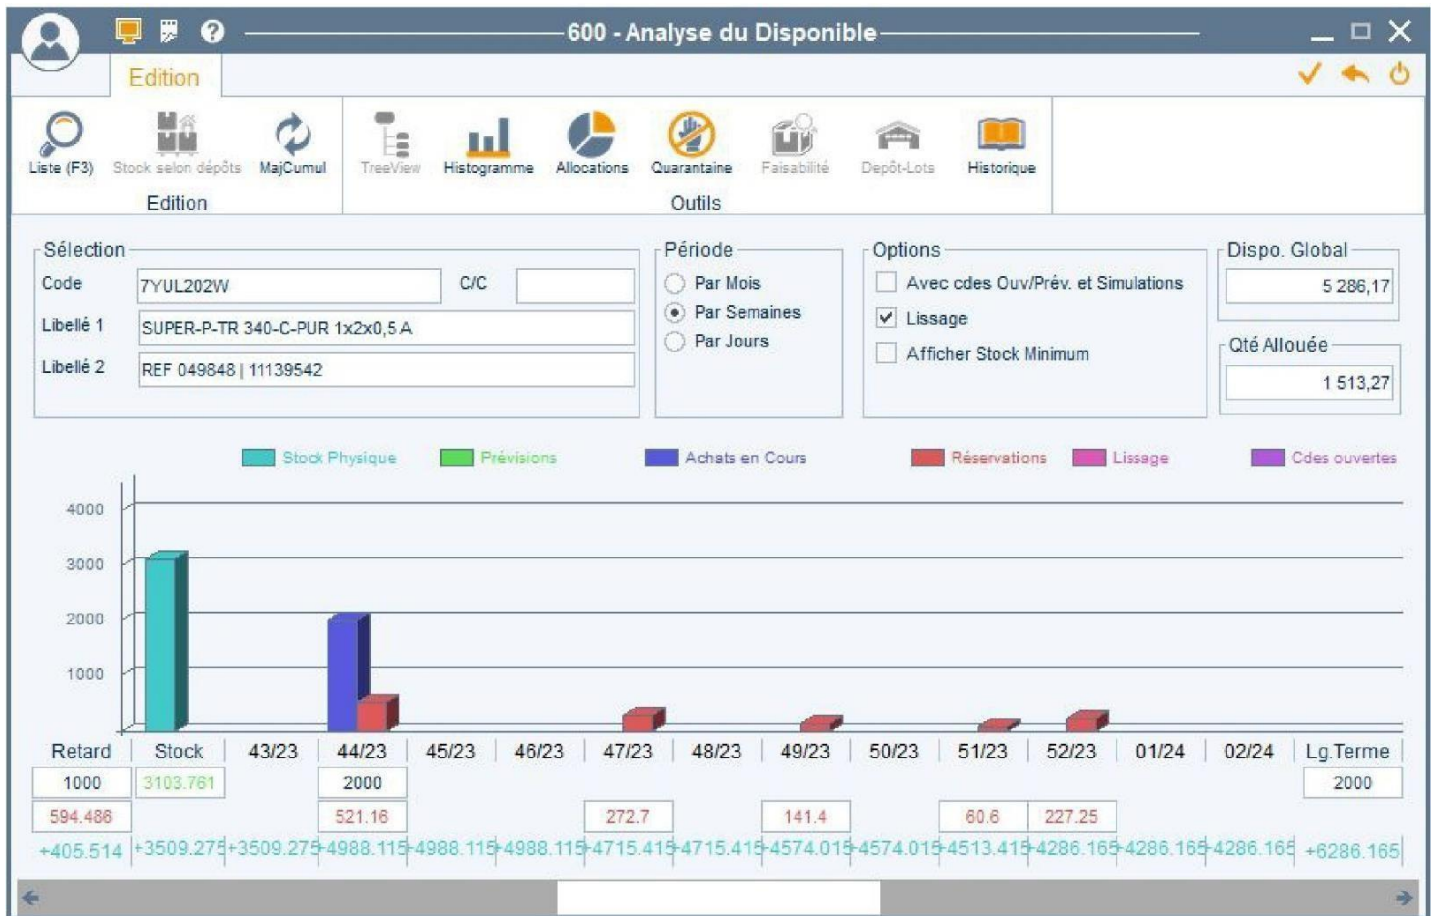 600 - Analyse du Disponible
Edition
Liste (F3) Stock selon dépôts MajCumul TreeView Histogramme Allocations Quarantaine Faisabilité Depôt-Lots Historique
Edition Outils
Sélection Période Options Dispo. Global
Code 7YUL202W C/C Par Mois Avec cdes Ouv/Prév. et Simulations 5 286,17
Libellé 1 SUPER-P-TR 340-C-PUR 1x2x0,5 A Par Semaines Lissage
Libellé 2 REF 049848 | 11139542 Par Jours Afficher Stock Minimum Qté Allouée
1 513,27
Stock Physique Prévisions Achats en Cours Réservations Lissage Cdes ouvertes
4000
3000
2000
1000
Retard Stock 43/23 44/23 45/23 46/23 47/23 48/23 49/23 50/23 51/23 52/23 01/24 02/24 Lg.Terme
1000 3103.761 2000 2000
594.486 521.16 272.7 141.4 60.6 227.25
+405.514 +3509.275 +3509.275 +4988.115 +4988.115 +4988.115 +4715.415 +4715.415 +4574.015 +4574.015 +4513.415 +4286.165 +4286.165 +4286.165 +6286.165